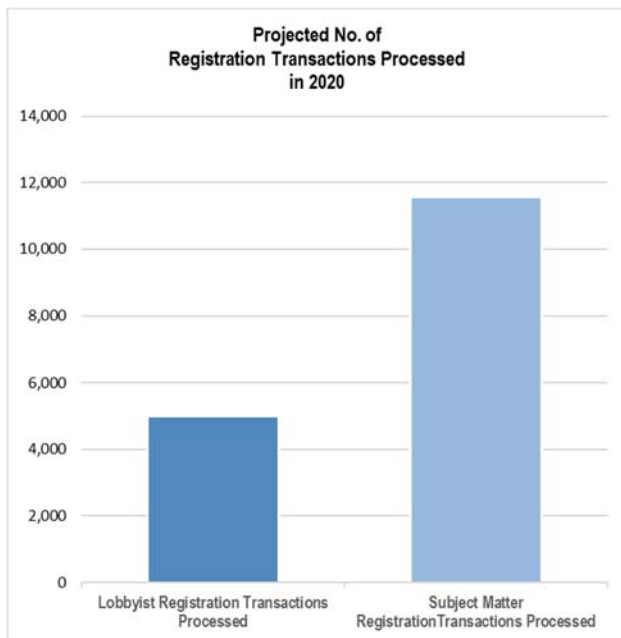 Projected No. of
Registration Transactions Processed
in 2020
14,000
12,000
10,000
8,000
6,000
4,000
2,000
0
Lobbyist Registration Transactions
Processed
Subject Matter
RegistrationTransactions Processed